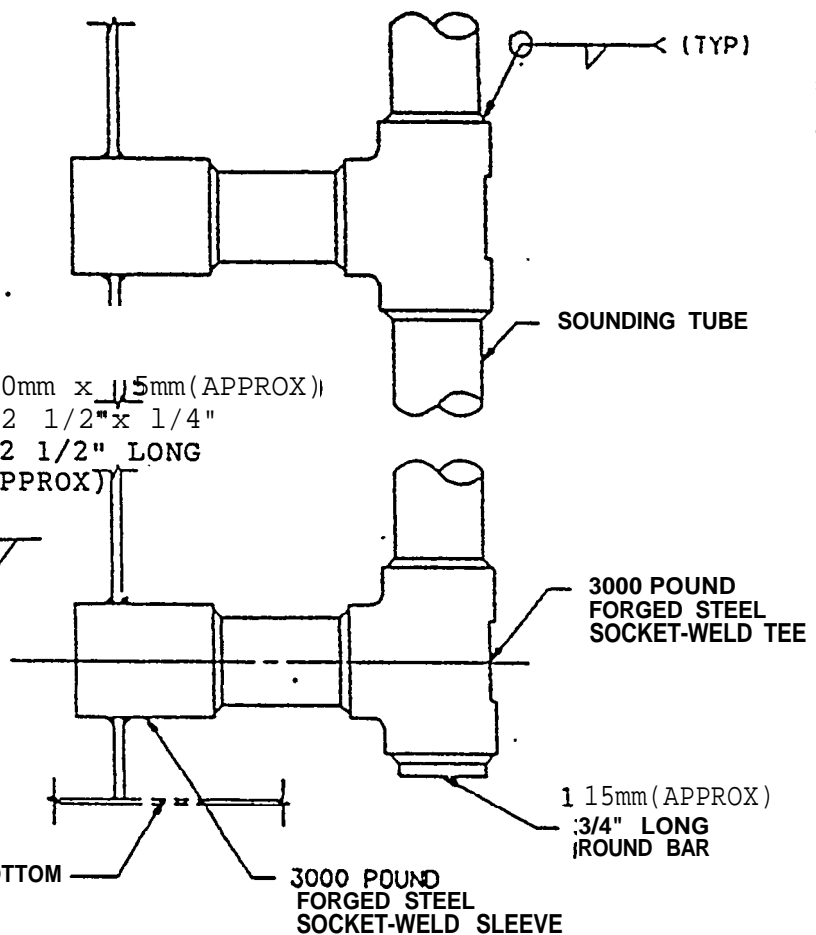 (TYP)
SOUNDING TUBE
0mm x 5mm(APPROX)
2 1/2" x 1/4"
2 1/2" LONG
PPROX)
3000 POUND
FORGED STEEL
SOCKET-WELD TEE
15mm(APPROX)
3/4" LONG
ROUND BAR
OTTOM
3000 POUND
FORGED STEEL
SOCKET-WELD SLEEVE